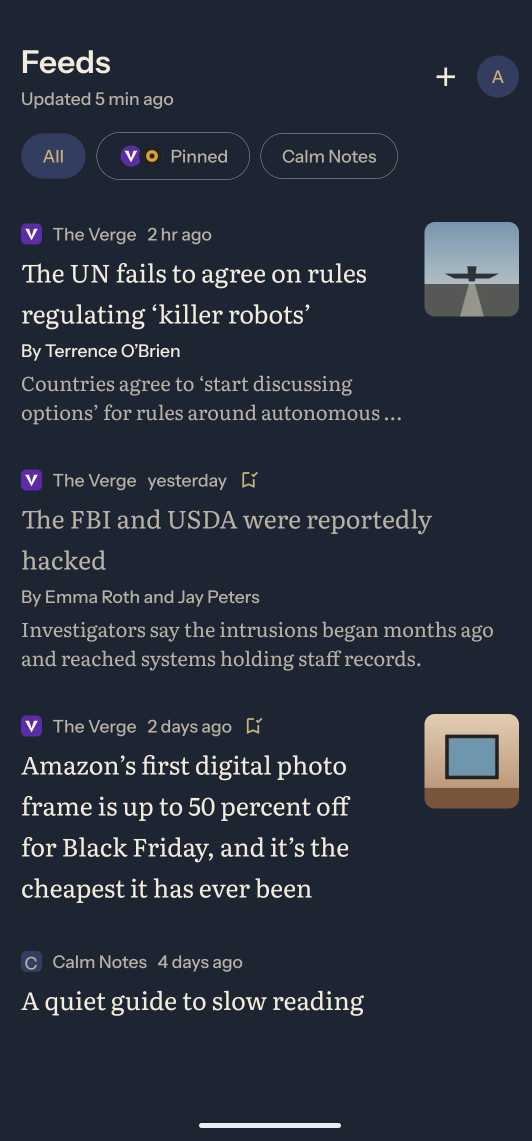 Feeds
Updated 5 min ago
A
All
Pinned
Calm Notes
The Verge 2 hr ago
The UN fails to agree on rules
regulating ‘killer robots’
By Terrence O’Brien
Countries agree to ‘start discussing
options’ for rules around autonomous …
The Verge yesterday
The FBI and USDA were reportedly
hacked
By Emma Roth and Jay Peters
Investigators say the intrusions began months ago
and reached systems holding staff records.
The Verge 2 days ago
Amazon’s first digital photo
frame is up to 50 percent off
for Black Friday, and it’s the
cheapest it has ever been
C Calm Notes 4 days ago
A quiet guide to slow reading